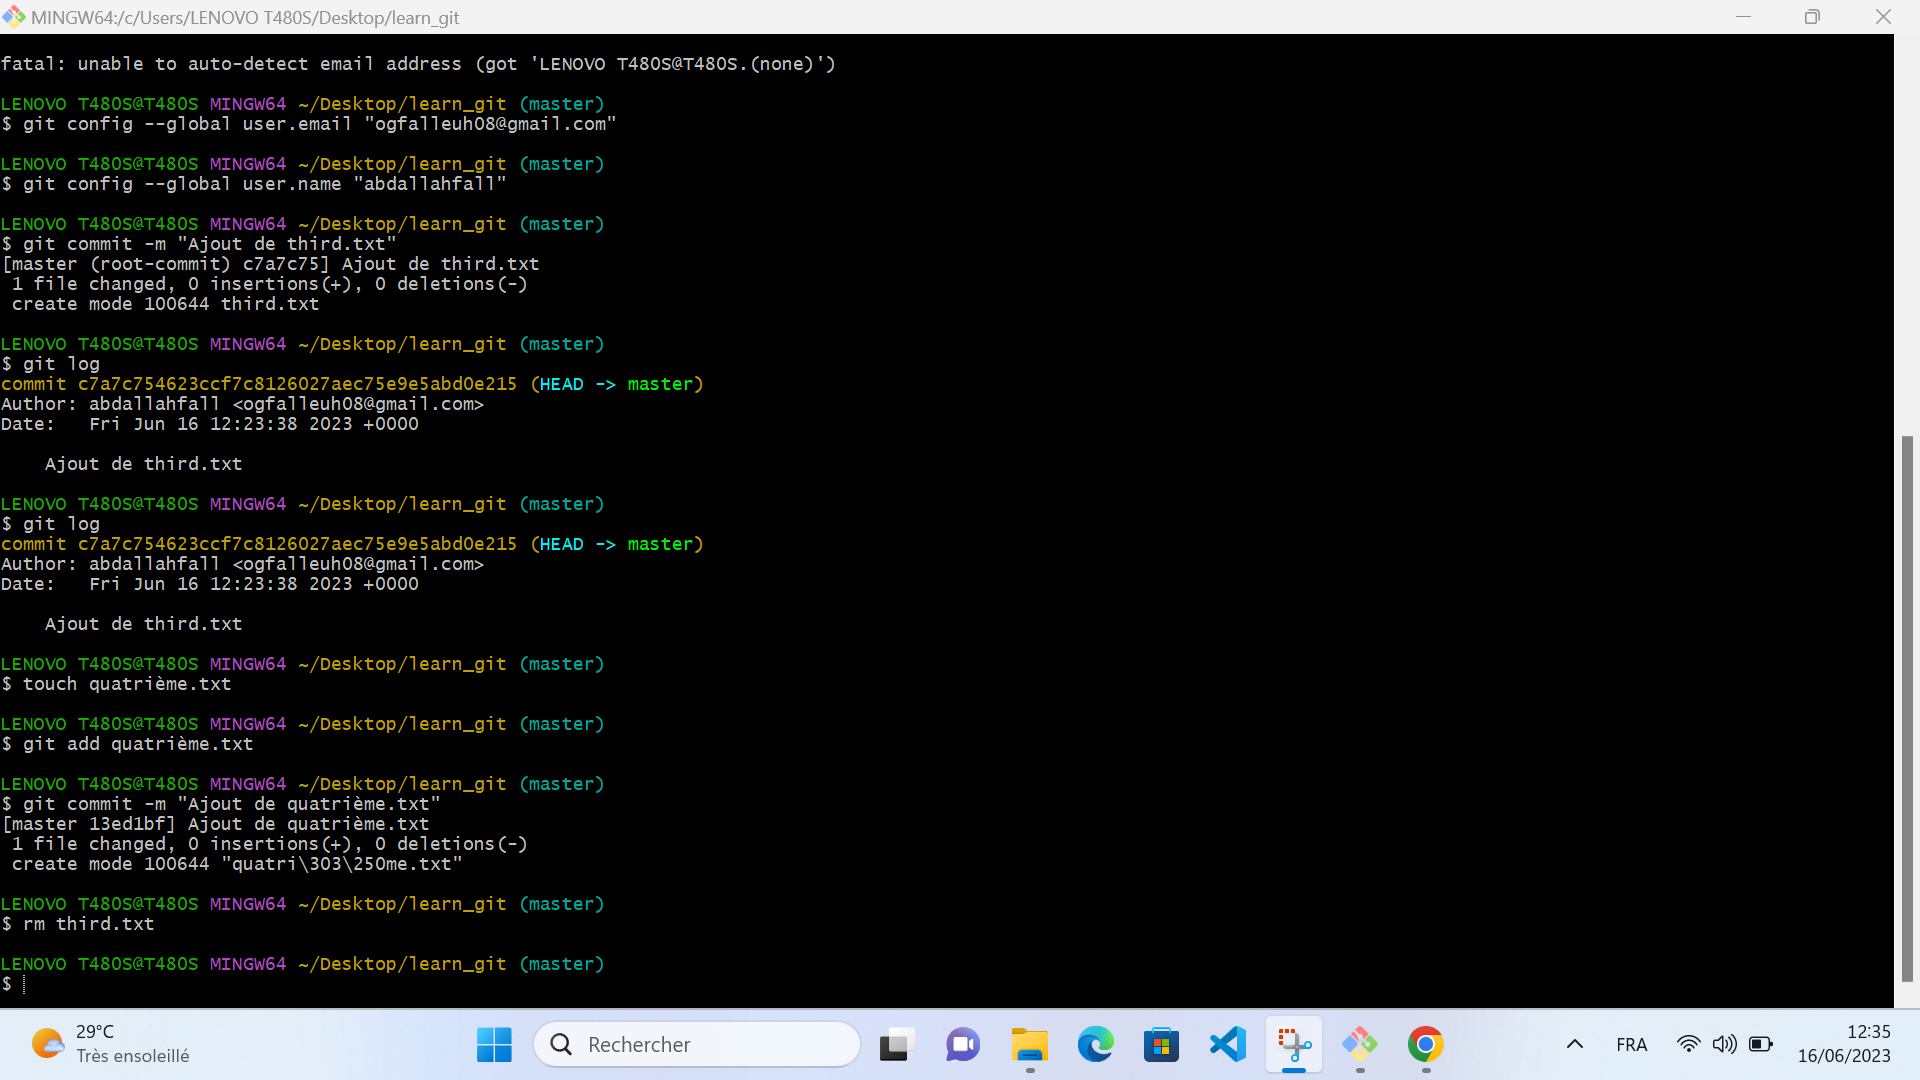 MINGW64:/c/Users/LENOVO T480S/Desktop/learn_git
fatal: unable to auto-detect email address (got 'LENOVO T480S@T480S.(none)')
LENOVO T480S@T480S MINGW64 ~/Desktop/learn_git (master)
$ git config --global user.email "ogfalleuh08@gmail.com"
LENOVO T480S@T480S MINGW64 ~/Desktop/learn_git (master)
$ git config --global user.name "abdallahfall"
LENOVO T480S@T480S MINGW64 ~/Desktop/learn_git (master)
$ git commit -m "Ajout de third.txt"
[master (root-commit) c7a7c75] Ajout de third.txt
1 file changed, 0 insertions(+), 0 deletions(-)
create mode 100644 third.txt
LENOVO T480S@T480S MINGW64 ~/Desktop/learn_git (master)
$ git log
commit c7a7c754623ccf7c8126027aec75e9e5abd0e215 (HEAD -> master)
Author: abdallahfall <ogfalleuh08@gmail.com>
Date:   Fri Jun 16 12:23:38 2023 +0000
Ajout de third.txt
LENOVO T480S@T480S MINGW64 ~/Desktop/learn_git (master)
$ git log
commit c7a7c754623ccf7c8126027aec75e9e5abd0e215 (HEAD -> master)
Author: abdallahfall <ogfalleuh08@gmail.com>
Date:   Fri Jun 16 12:23:38 2023 +0000
Ajout de third.txt
LENOVO T480S@T480S MINGW64 ~/Desktop/learn_git (master)
$ touch quatrième.txt
LENOVO T480S@T480S MINGW64 ~/Desktop/learn_git (master)
$ git add quatrième.txt
LENOVO T480S@T480S MINGW64 ~/Desktop/learn_git (master)
$ git commit -m "Ajout de quatrième.txt"
[master 13ed1bf] Ajout de quatrième.txt
1 file changed, 0 insertions(+), 0 deletions(-)
create mode 100644 "quatri\303\250me.txt"
LENOVO T480S@T480S MINGW64 ~/Desktop/learn_git (master)
$ rm third.txt
LENOVO T480S@T480S MINGW64 ~/Desktop/learn_git (master)
$
29°C
Très ensoleillé
Rechercher
FRA
12:35
16/06/2023